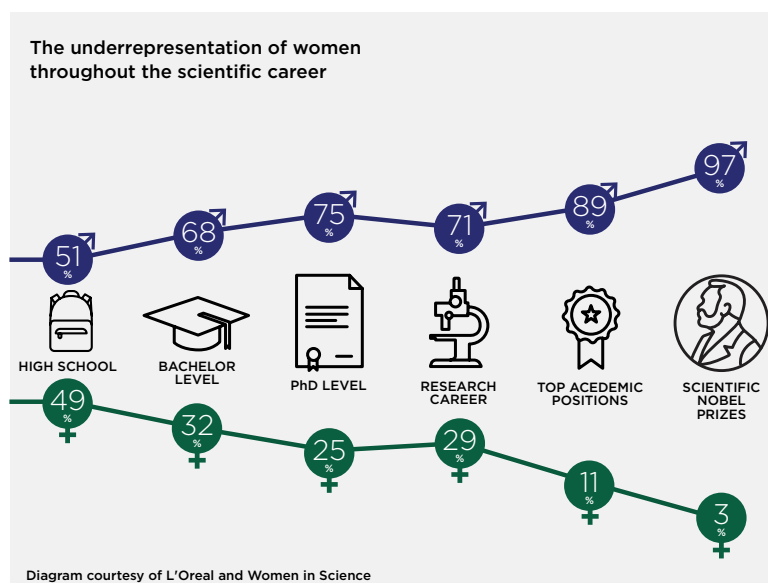 The underrepresentation of women
throughout the scientific career
51
%
68
%
75
%
71
%
89
%
97
%
HIGH SCHOOL
BACHELOR
LEVEL
PhD LEVEL
RESEARCH
CAREER
TOP ACEDEMIC
POSITIONS
SCIENTIFIC
NOBEL
PRIZES
49
%
32
%
25
%
29
%
11
%
3
%
Diagram courtesy of L'Oreal and Women in Science